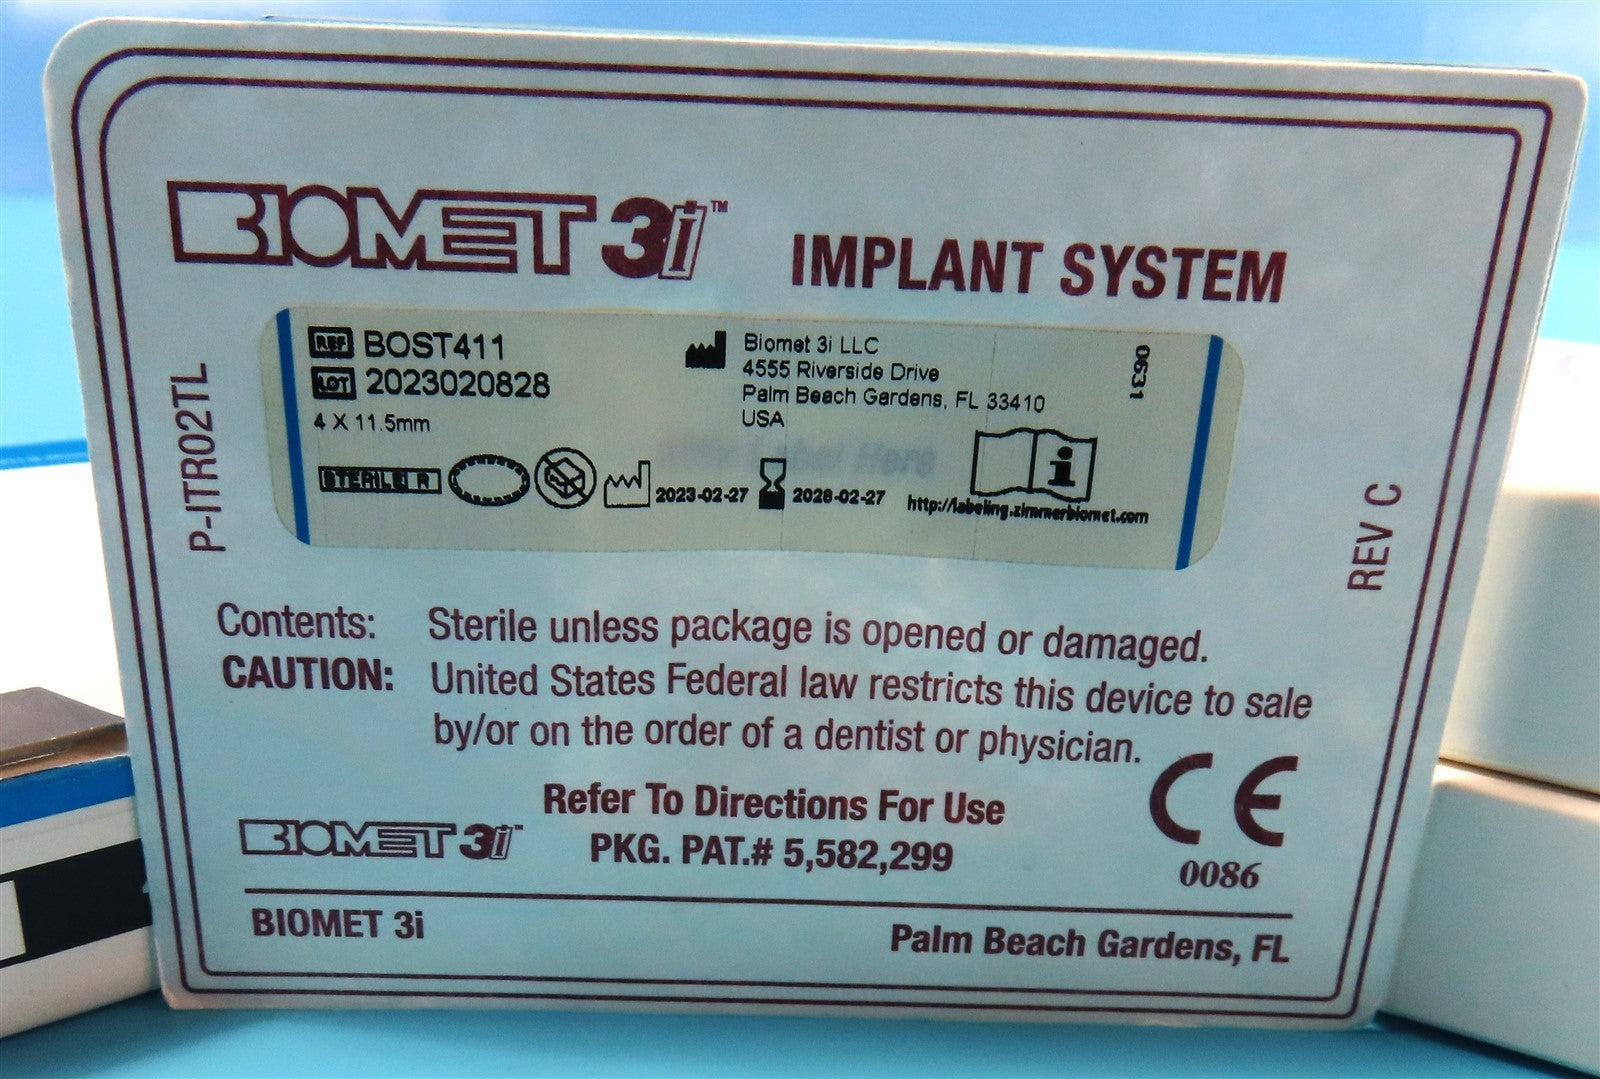 BIOMET 3i™ IMPLANT SYSTEM
REF BOST411
LOT 2023020828
4 X 11.5mm
Biomet 3i LLC
4555 Riverside Drive
Palm Beach Gardens, FL 33410
USA
0631
Label Here
STERILE R
2023-02-27
2028-02-27
http://labeling.zimmerbiomet.com
P-ITR02TL
REV C
Contents: Sterile unless package is opened or damaged.
CAUTION: United States Federal law restricts this device to sale
by/or on the order of a dentist or physician.
Refer To Directions For Use
BIOMET 3i™ PKG. PAT.# 5,582,299
CE
0086
BIOMET 3i Palm Beach Gardens, FL